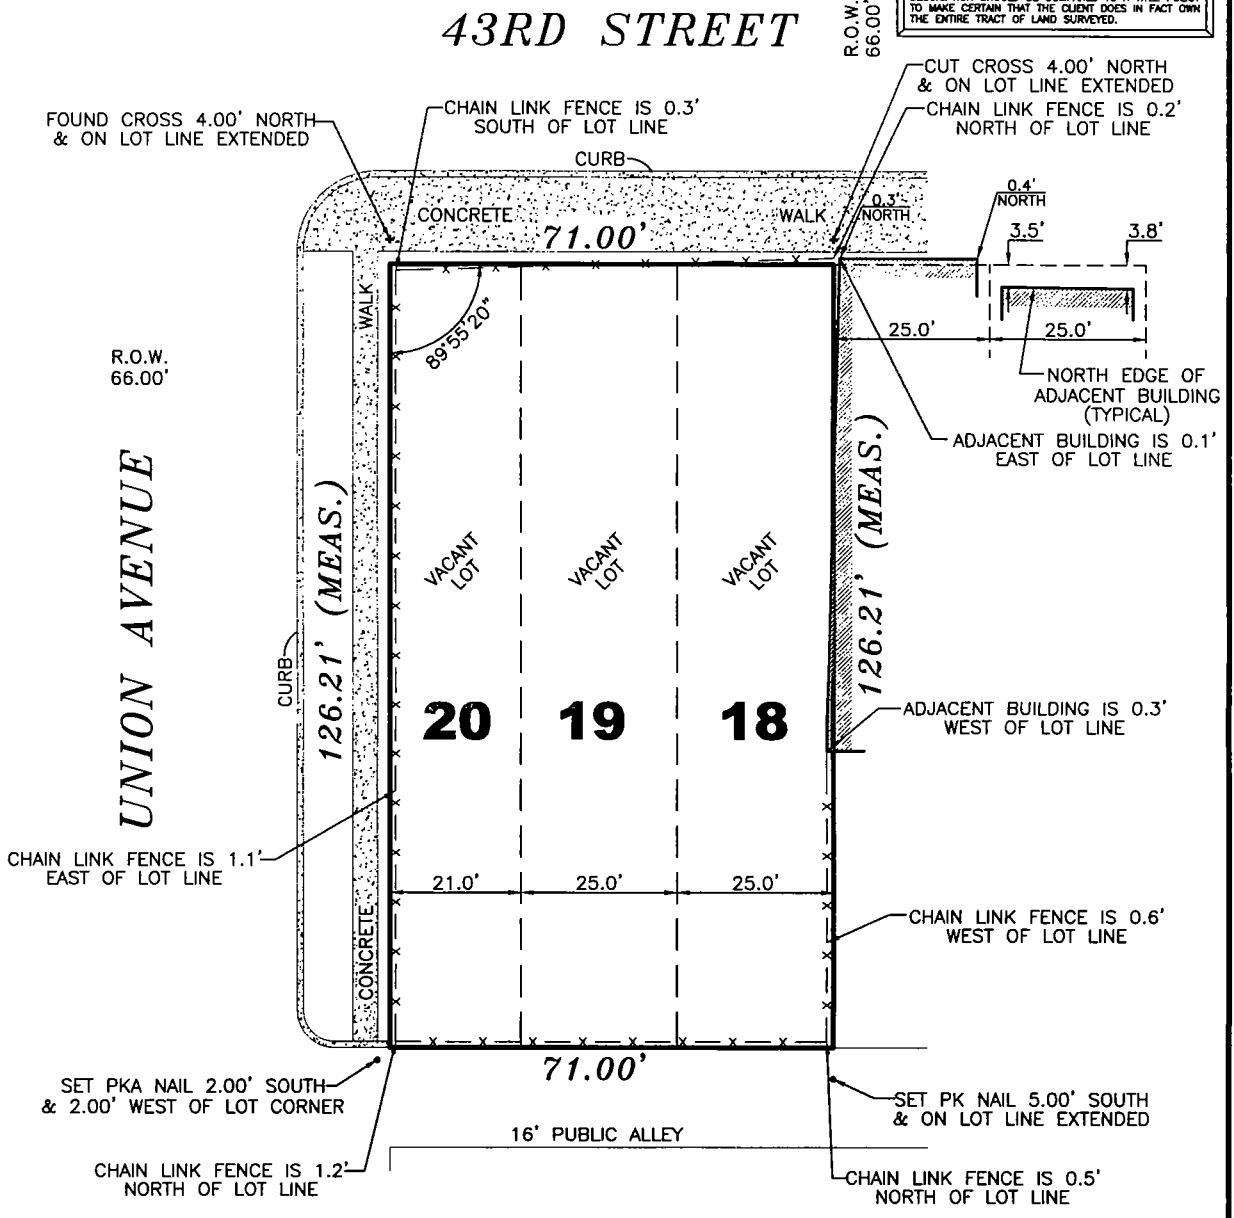 TO MAKE CERTAIN THAT THE CLIENT DOES IN FACT OWN
THE ENTIRE TRACT OF LAND SURVEYED.
43RD STREET
R.O.W.
66.00'
CUT CROSS 4.00' NORTH
& ON LOT LINE EXTENDED
CHAIN LINK FENCE IS 0.2'
NORTH OF LOT LINE
CHAIN LINK FENCE IS 0.3'
SOUTH OF LOT LINE
FOUND CROSS 4.00' NORTH
& ON LOT LINE EXTENDED
CURB
CONCRETE
WALK
71.00'
0.3'
NORTH
0.4'
NORTH
3.5'
3.8'
WALK
89°55'20"
25.0'
25.0'
R.O.W.
66.00'
NORTH EDGE OF
ADJACENT BUILDING
(TYPICAL)
ADJACENT BUILDING IS 0.1'
EAST OF LOT LINE
UNION AVENUE
126.21' (MEAS.)
126.21' (MEAS.)
VACANT
LOT
VACANT
LOT
VACANT
LOT
CURB
20
19
18
ADJACENT BUILDING IS 0.3'
WEST OF LOT LINE
CHAIN LINK FENCE IS 1.1'
EAST OF LOT LINE
21.0'
25.0'
25.0'
CONCRETE
CHAIN LINK FENCE IS 0.6'
WEST OF LOT LINE
71.00'
SET PKA NAIL 2.00' SOUTH
& 2.00' WEST OF LOT CORNER
SET PK NAIL 5.00' SOUTH
& ON LOT LINE EXTENDED
16' PUBLIC ALLEY
CHAIN LINK FENCE IS 1.2'
NORTH OF LOT LINE
CHAIN LINK FENCE IS 0.5'
NORTH OF LOT LINE